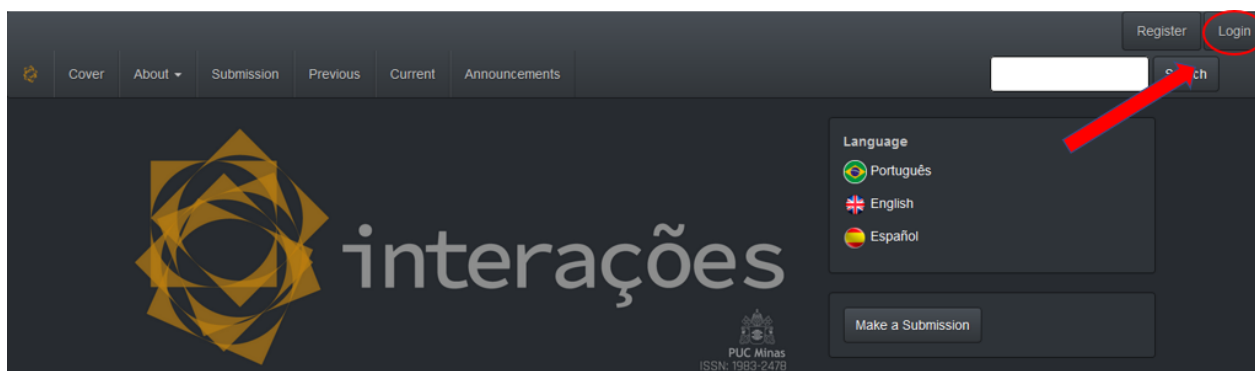 Register Login
Cover About Submission Previous Current Announcements
Language
Português
English
Español
interações
Make a Submission
PUC Minas
ISSN: 1983-2478